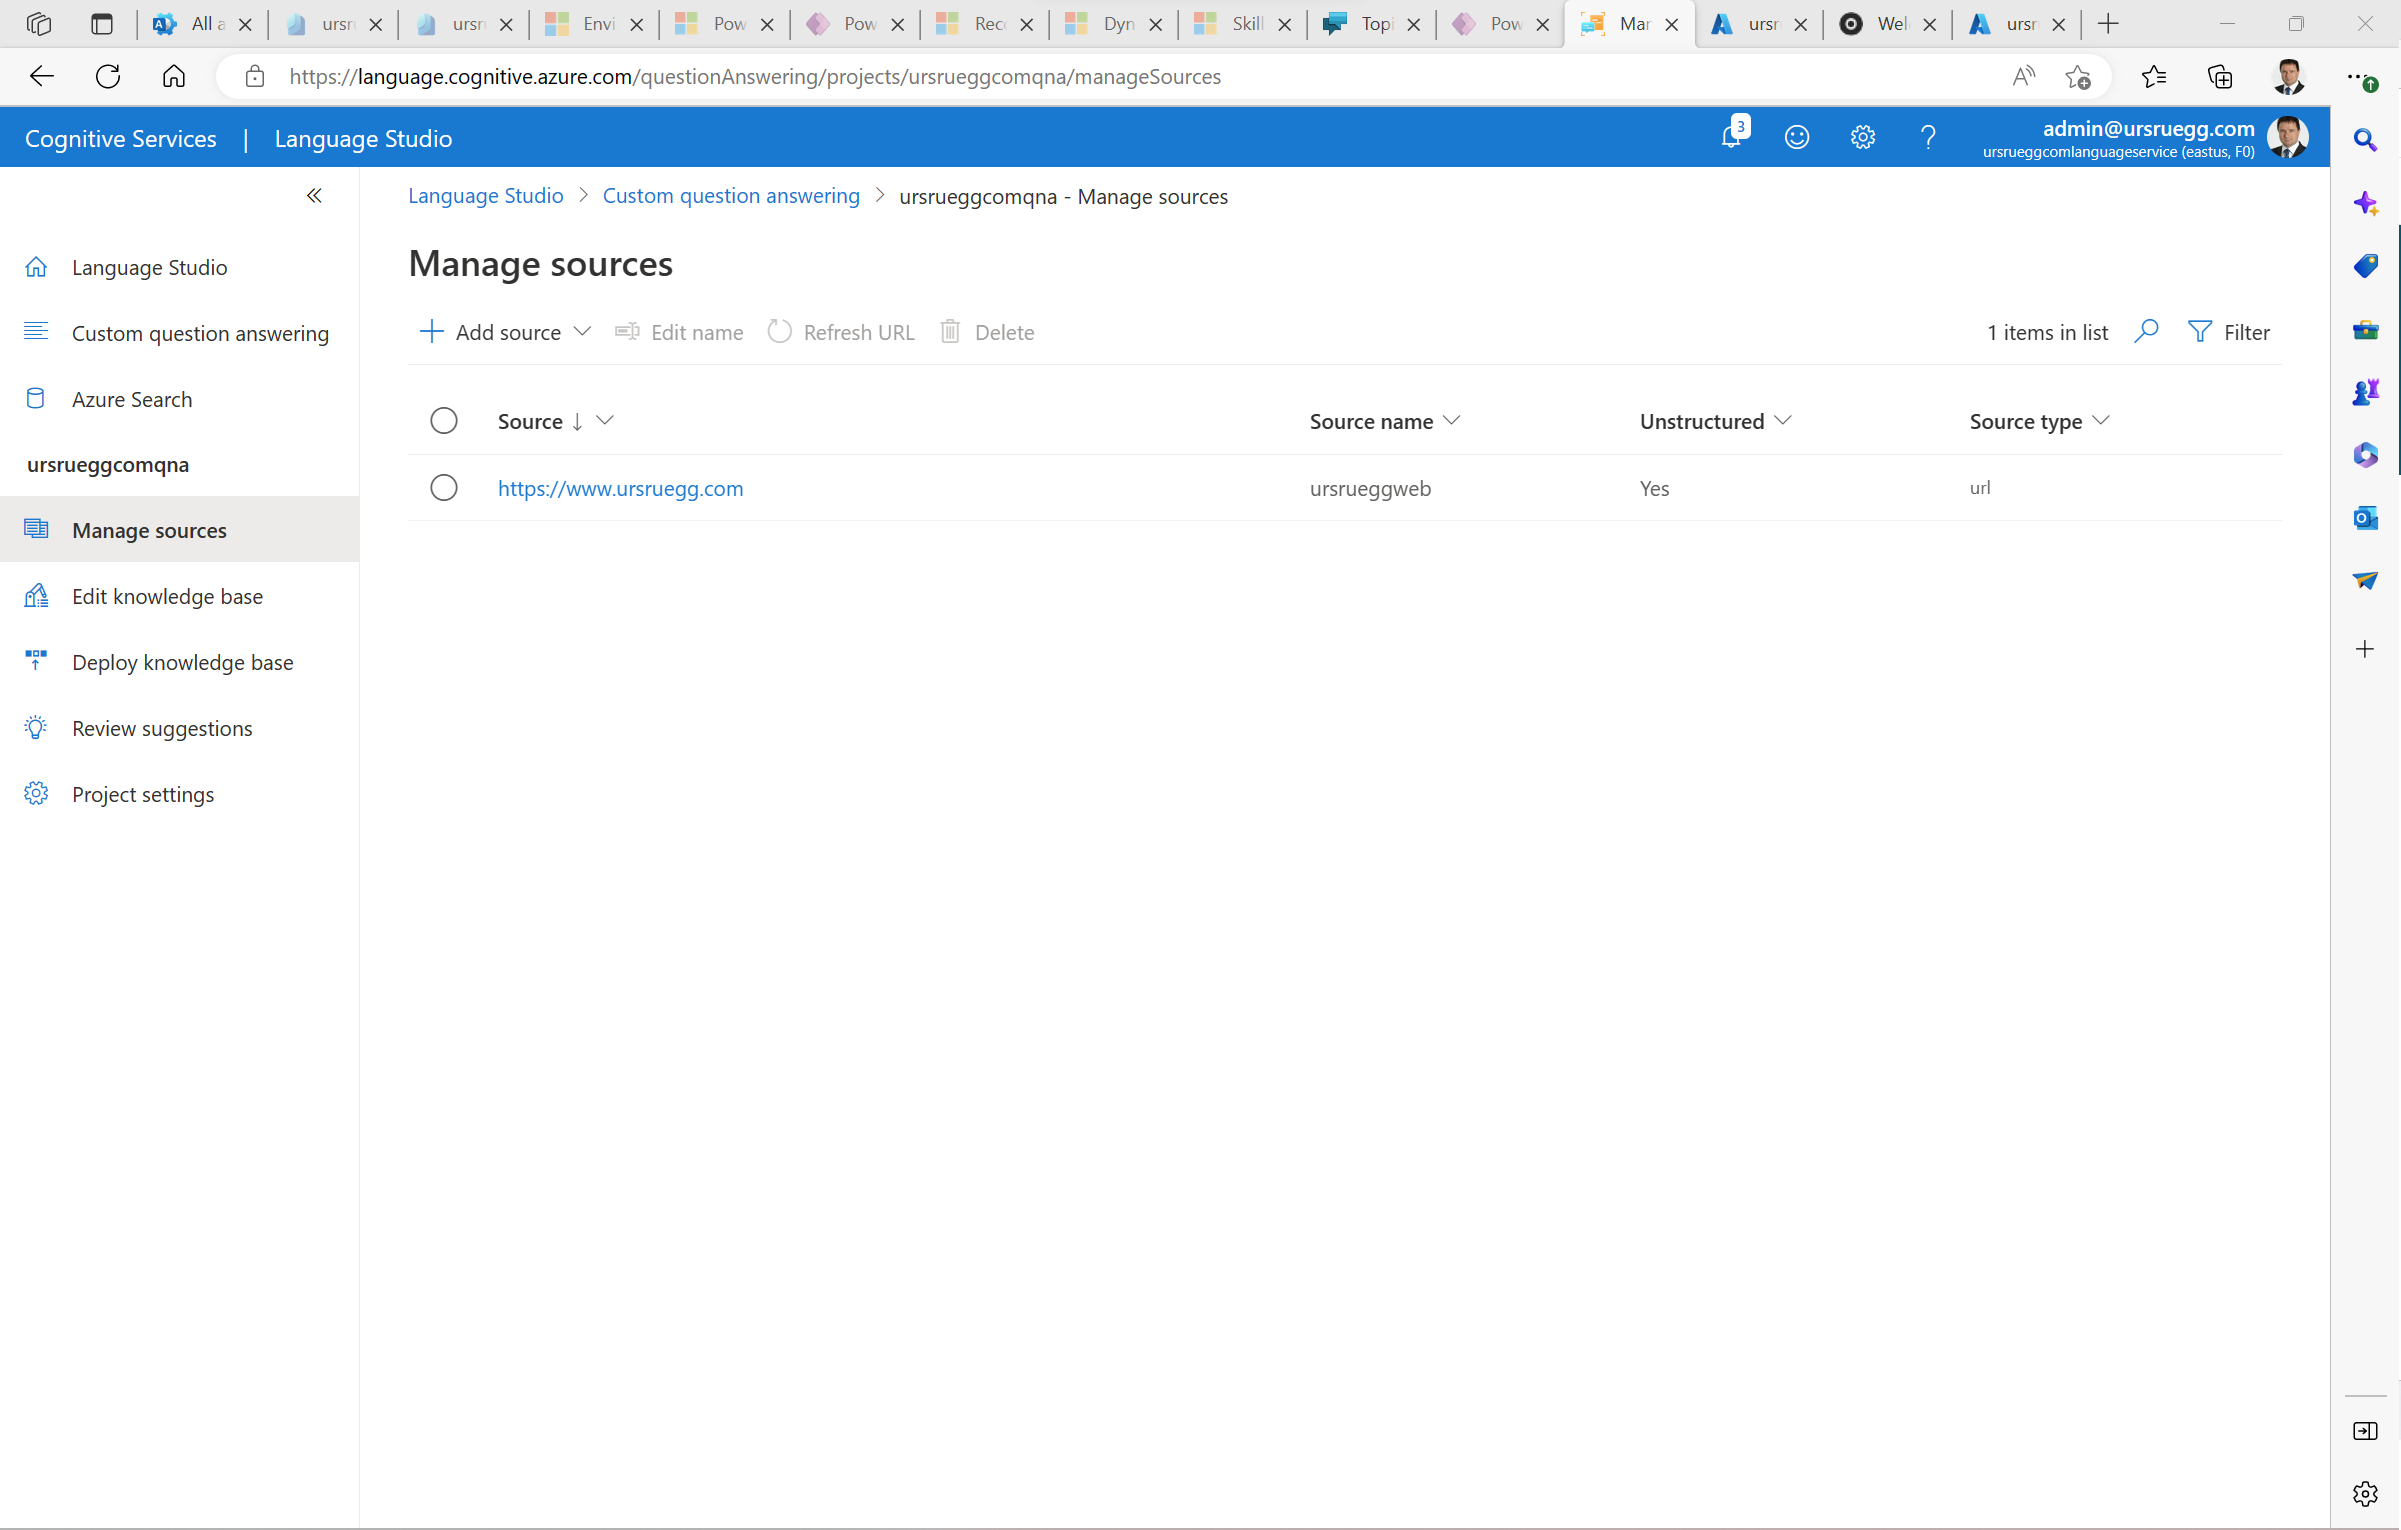 All a
ursr
ursr
Envi
Pow
Pow
Rec
Dyn
Skill
Topi
Pow
Mar
ursr
Wel
ursr
https://language.cognitive.azure.com/questionAnswering/projects/ursrueggcomqna/manageSources
Cognitive Services | Language Studio
3
admin@ursruegg.com
ursrueggcomlanguageservice (eastus, F0)
Language Studio > Custom question answering > ursrueggcomqna - Manage sources
Language Studio
Custom question answering
Azure Search
ursrueggcomqna
Manage sources
Edit knowledge base
Deploy knowledge base
Review suggestions
Project settings
Manage sources
Add source Edit name Refresh URL Delete 1 items in list Filter
Source ↓ Source name Unstructured Source type
https://www.ursruegg.com ursrueggweb Yes url